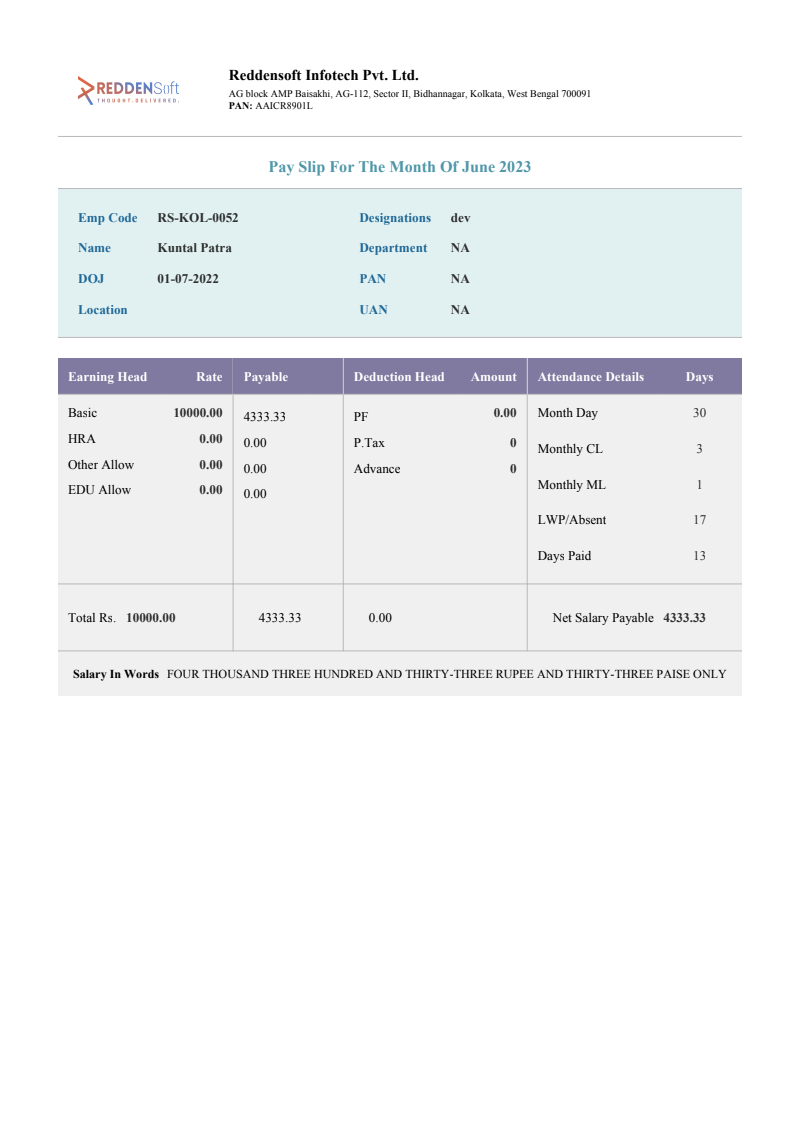 REDDENSoft
THOUGHT.DELIVERED.
Reddensoft Infotech Pvt. Ltd.
AG block AMP Baisakhi, AG-112, Sector II, Bidhannagar, Kolkata, West Bengal 700091
PAN: AAICR8901L
Pay Slip For The Month Of June 2023
Emp Code RS-KOL-0052 Designations dev
Name Kuntal Patra Department NA
DOJ 01-07-2022 PAN NA
Location UAN NA
Earning Head Rate Payable Deduction Head Amount Attendance Details Days
Basic 10000.00 4333.33 PF 0.00 Month Day 30
HRA 0.00 0.00 P.Tax 0 Monthly CL 3
Other Allow 0.00 0.00 Advance 0 Monthly ML 1
EDU Allow 0.00 0.00 LWP/Absent 17
Days Paid 13
Total Rs. 10000.00 4333.33 0.00 Net Salary Payable 4333.33
Salary In Words FOUR THOUSAND THREE HUNDRED AND THIRTY-THREE RUPEE AND THIRTY-THREE PAISE ONLY